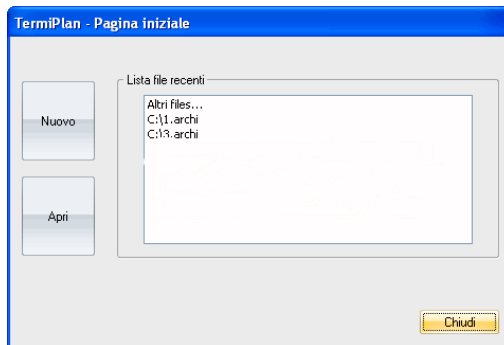 TermiPlan - Pagina iniziale
Lista file recenti
Nuovo
Altri files...
C:\1.archi
C:\3.archi
Apri
Chiudi